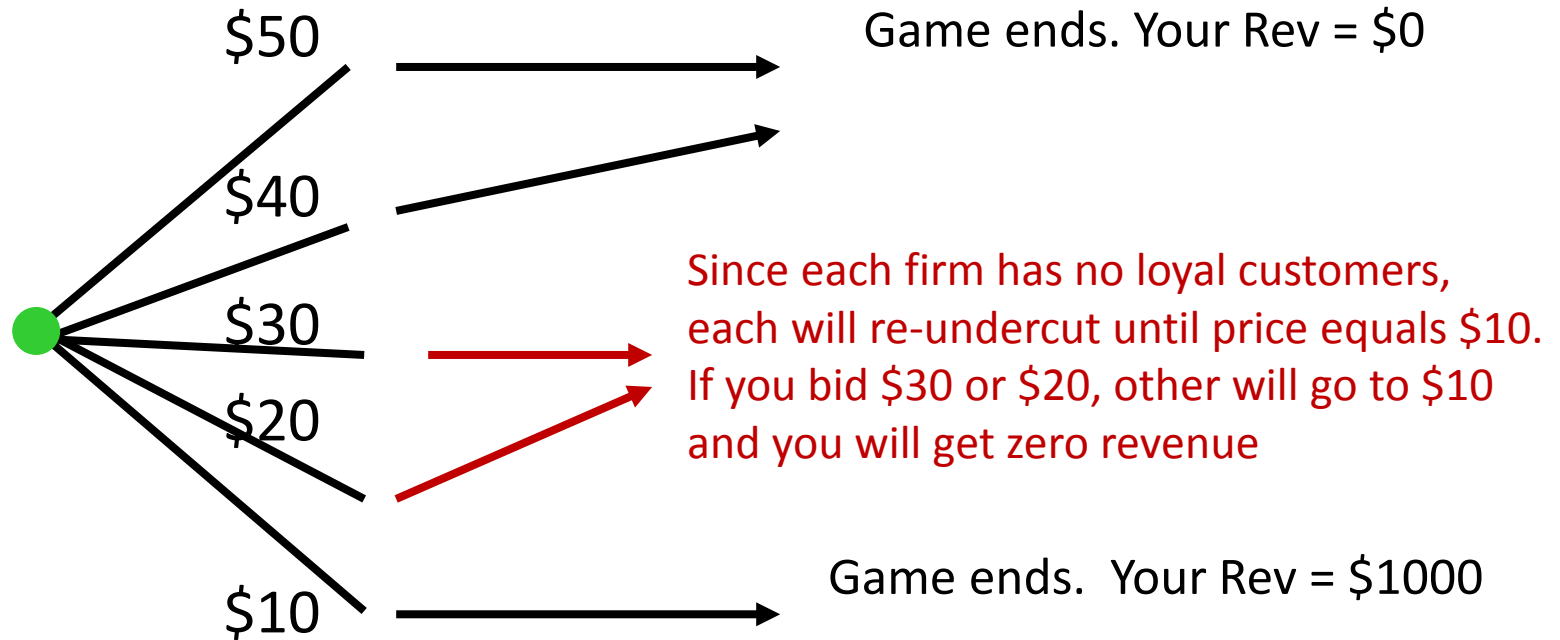 $50
Game ends. Your Rev = $0
$40
Since each firm has no loyal customers,
each will re-undercut until price equals $10.
$30
If you bid $30 or $20, other will go to $10
$20
and you will get zero revenue
Game ends.  Your Rev = $1000
$10